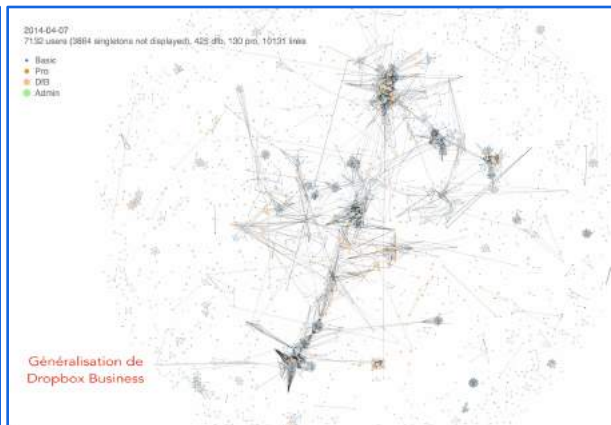 2014-04-07
7132 users (3884 singletons not displayed), 425 dfb, 130 pro, 10131 links
Basic
Pro
DfB
Admin
Généralisation de
Dropbox Business